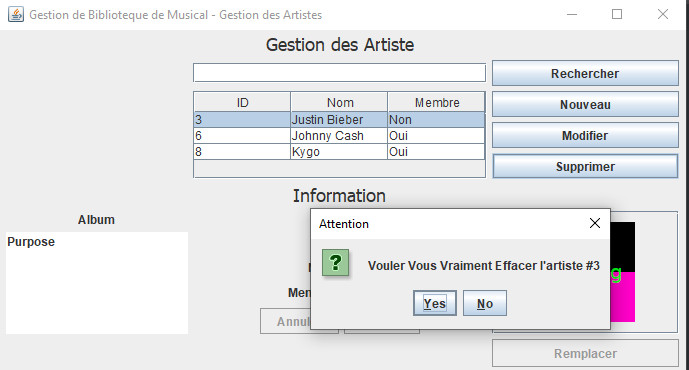 Gestion de Biblioteque de Musical - Gestion des Artistes
Gestion des Artiste
Rechercher
ID Nom Membre
3 Justin Bieber Non
6 Johnny Cash Oui
8 Kygo Oui
Nouveau
Modifier
Supprimer
Information
Album
Purpose
Attention
Vouler Vous Vraiment Effacer l'artiste #3
Yes No
Remplacer